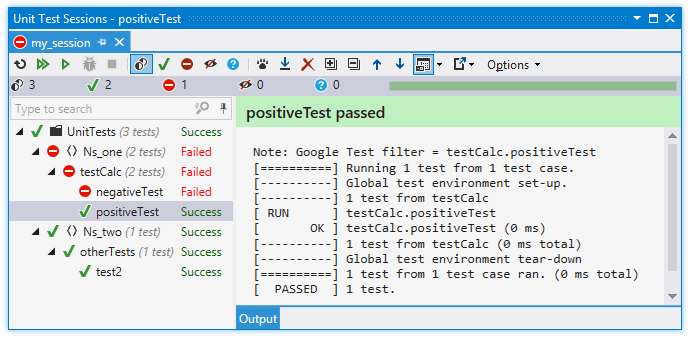 Unit Test Sessions - positiveTest
my_session
Options
3 2 1 0 0
Type to search
UnitTests (3 tests) Success
Ns_one (2 tests) Failed
testCalc (2 tests) Failed
negativeTest Failed
positiveTest Success
Ns_two (1 test) Success
otherTests (1 test) Success
test2 Success
positiveTest passed
Note: Google Test filter = testCalc.positiveTest
[==========] Running 1 test from 1 test case.
[----------] Global test environment set-up.
[----------] 1 test from testCalc
[ RUN      ] testCalc.positiveTest
[       OK ] testCalc.positiveTest (0 ms)
[----------] 1 test from testCalc (0 ms total)
[----------] Global test environment tear-down
[==========] 1 test from 1 test case ran. (0 ms total)
[  PASSED  ] 1 test.
Output